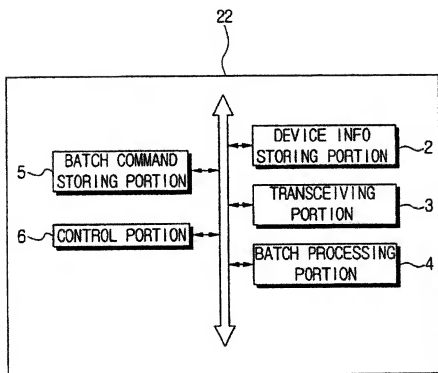 22
DEVICE INFO
STORING PORTION
2
BATCH COMMAND
STORING PORTION
5
TRANSCEIVING
PORTION
3
6
CONTROL PORTION
BATCH PROCESSING
PORTION
4